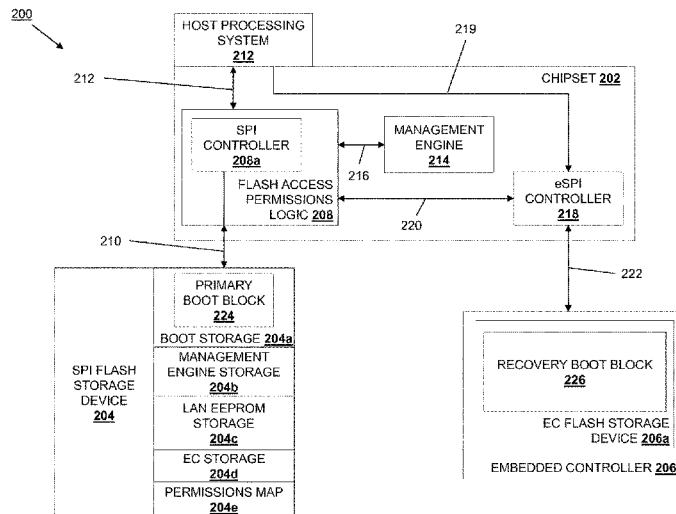 200
HOST PROCESSING
SYSTEM
212
219
212
CHIPSET 202
SPI
CONTROLLER
208a
MANAGEMENT
ENGINE
214
216
FLASH ACCESS
PERMISSIONS
LOGIC 208
eSPI
CONTROLLER
218
220
210
222
PRIMARY
BOOT BLOCK
224
BOOT STORAGE 204a
SPI FLASH
STORAGE
DEVICE
204
MANAGEMENT
ENGINE STORAGE
204b
LAN EEPROM
STORAGE
204c
EC STORAGE
204d
PERMISSIONS MAP
204e
RECOVERY BOOT BLOCK
226
EC FLASH STORAGE
DEVICE 206a
EMBEDDED CONTROLLER 206